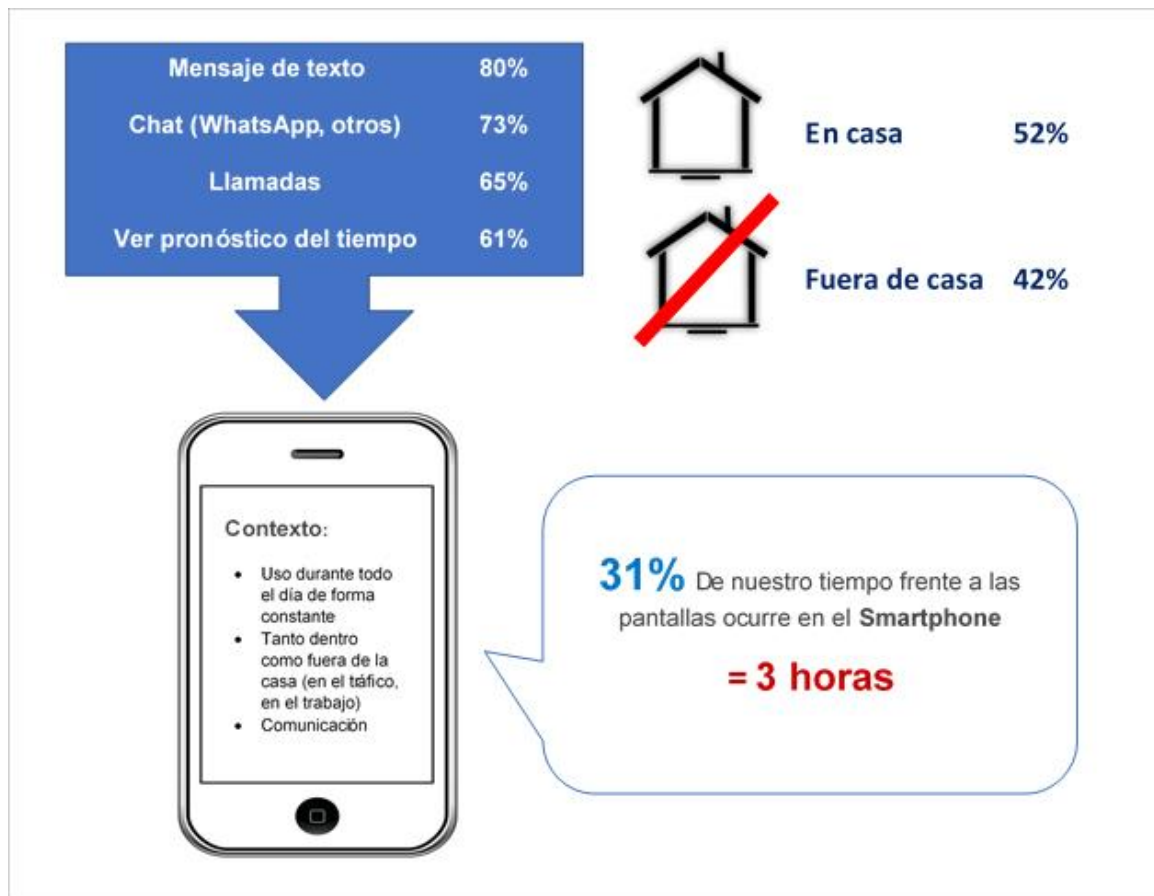 Mensaje de texto 80%
Chat (WhatsApp, otros) 73%
Llamadas 65%
Ver pronóstico del tiempo 61%
En casa 52%
Fuera de casa 42%
Contexto:
• Uso durante todo
el día de forma
constante
• Tanto dentro
como fuera de la
casa (en el tráfico,
en el trabajo)
• Comunicación
31% De nuestro tiempo frente a las
pantallas ocurre en el Smartphone
= 3 horas